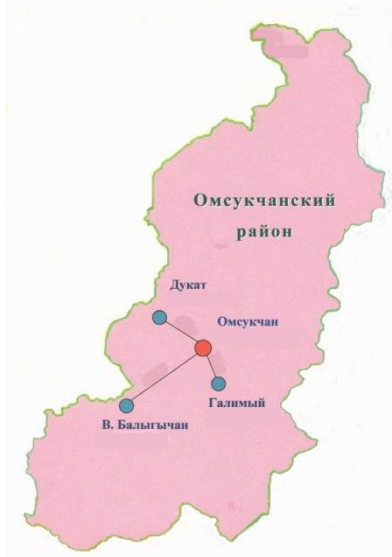 Омсукчанский
район
Дукат
Омсукчан
Галимый
В. Балыгычан